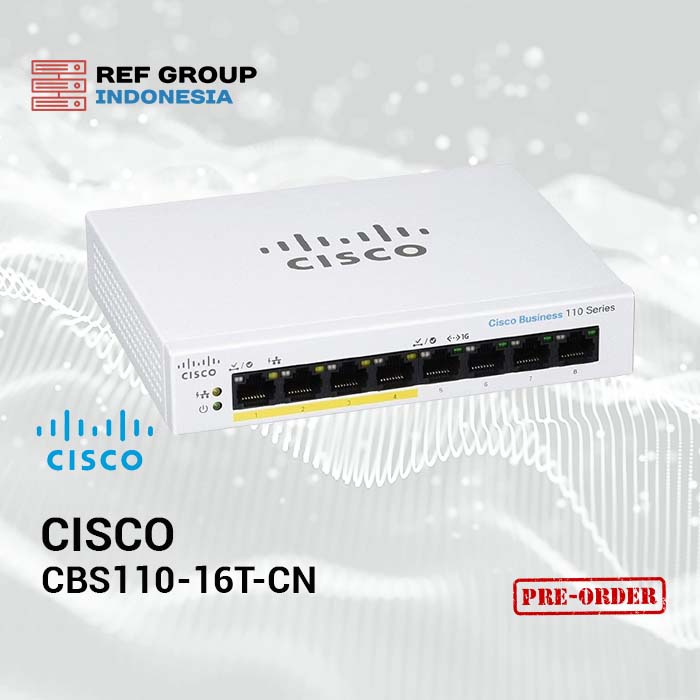 REF GROUP
INDONESIA
CISCO
Cisco Business 110 Series
CISCO
1G
1 2 3 4 5 6 7 8
CISCO
CISCO
CBS110-16T-CN
PRE-ORDER